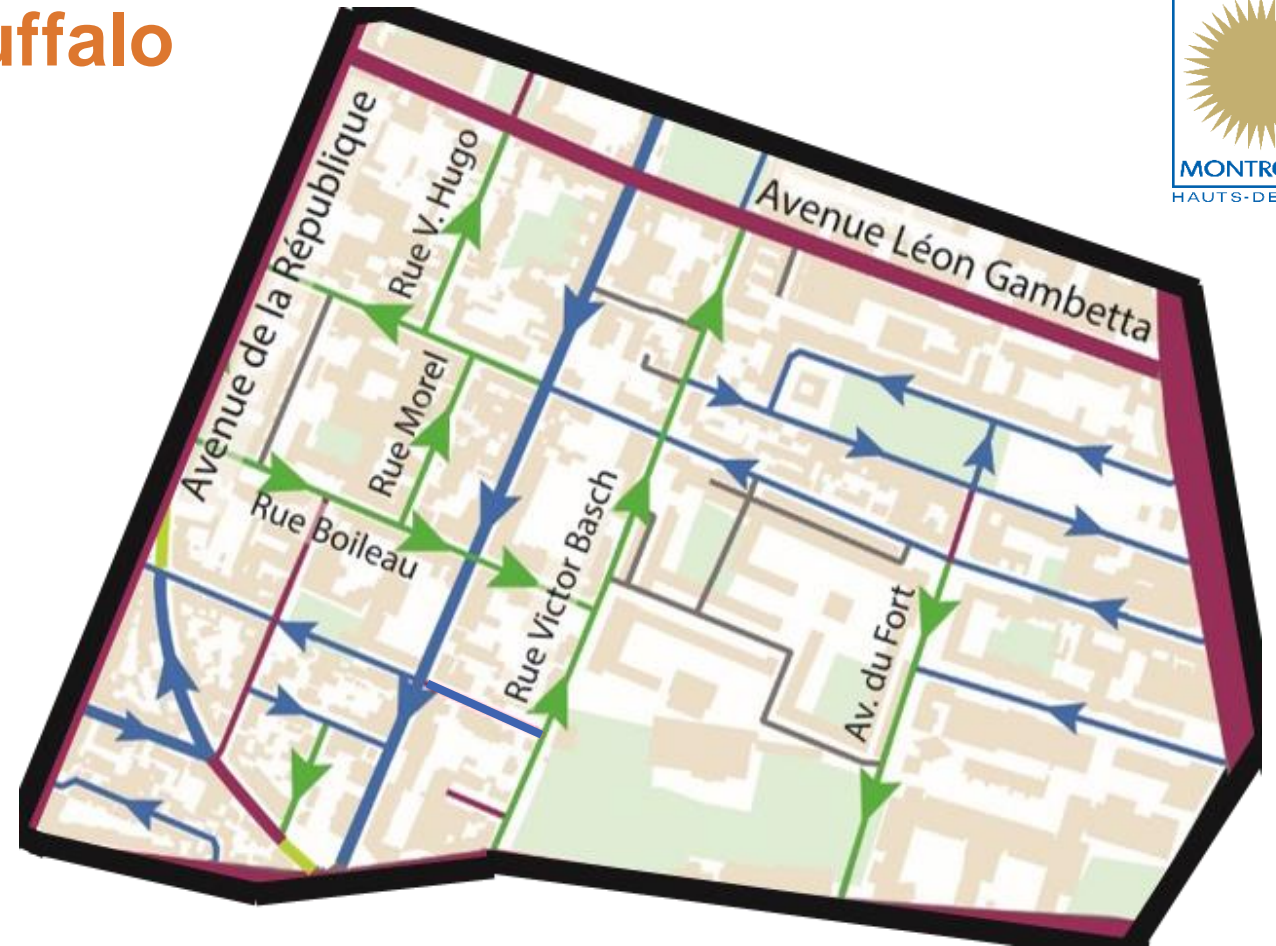 uffalo
MONTRO
HAUTS-DE
Avenue Léon Gambetta
Avenue de la République
Rue V. Hugo
Rue Morel
Rue Boileau
Rue Victor Basch
Av. du Fort